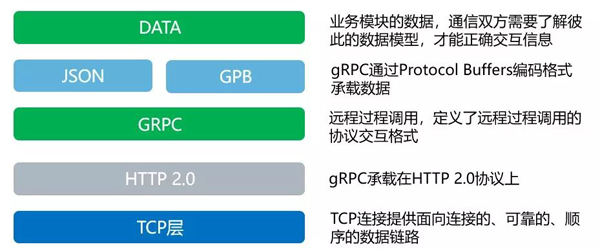 DATA
业务模块的数据，通信双方需要了解彼
此的数据模型，才能正确交互信息
JSON
GPB
gRPC通过Protocol Buffers编码格式
承载数据
GRPC
远程过程调用，定义了远程过程调用的
协议交互格式
HTTP 2.0
gRPC承载在HTTP 2.0协议上
TCP层
TCP连接提供面向连接的、可靠的、顺
序的数据链路